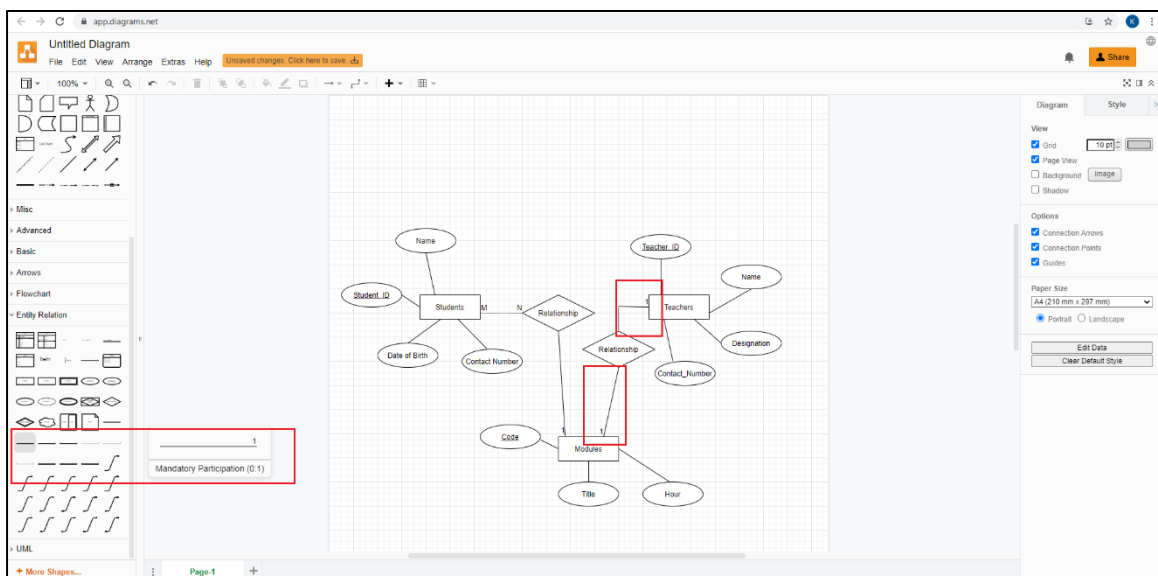 app.diagrams.net
K
Untitled Diagram
File Edit View Arrange Extras Help Unsaved changes. Click here to save.
Share
100%
Diagram Style
View
Grid 10 pt
Page View
Background Image
Shadow
Options
Connection Arrows
Connection Points
Guides
Paper Size
A4 (210 mm x 297 mm)
Portrait Landscape
Edit Data
Clear Default Style
Misc
Advanced
Basic
Arrows
Flowchart
Entity Relation
Item
UML
+ More Shapes...
1
Mandatory Participation (0:1)
Name
Teacher_ID
Name
Student_ID
Students M N Relationship
1 Teachers
Relationship
Designation
Date of Birth
Contact Number
Contact_Number
Code
1 1
Modules
Title
Hour
Page-1